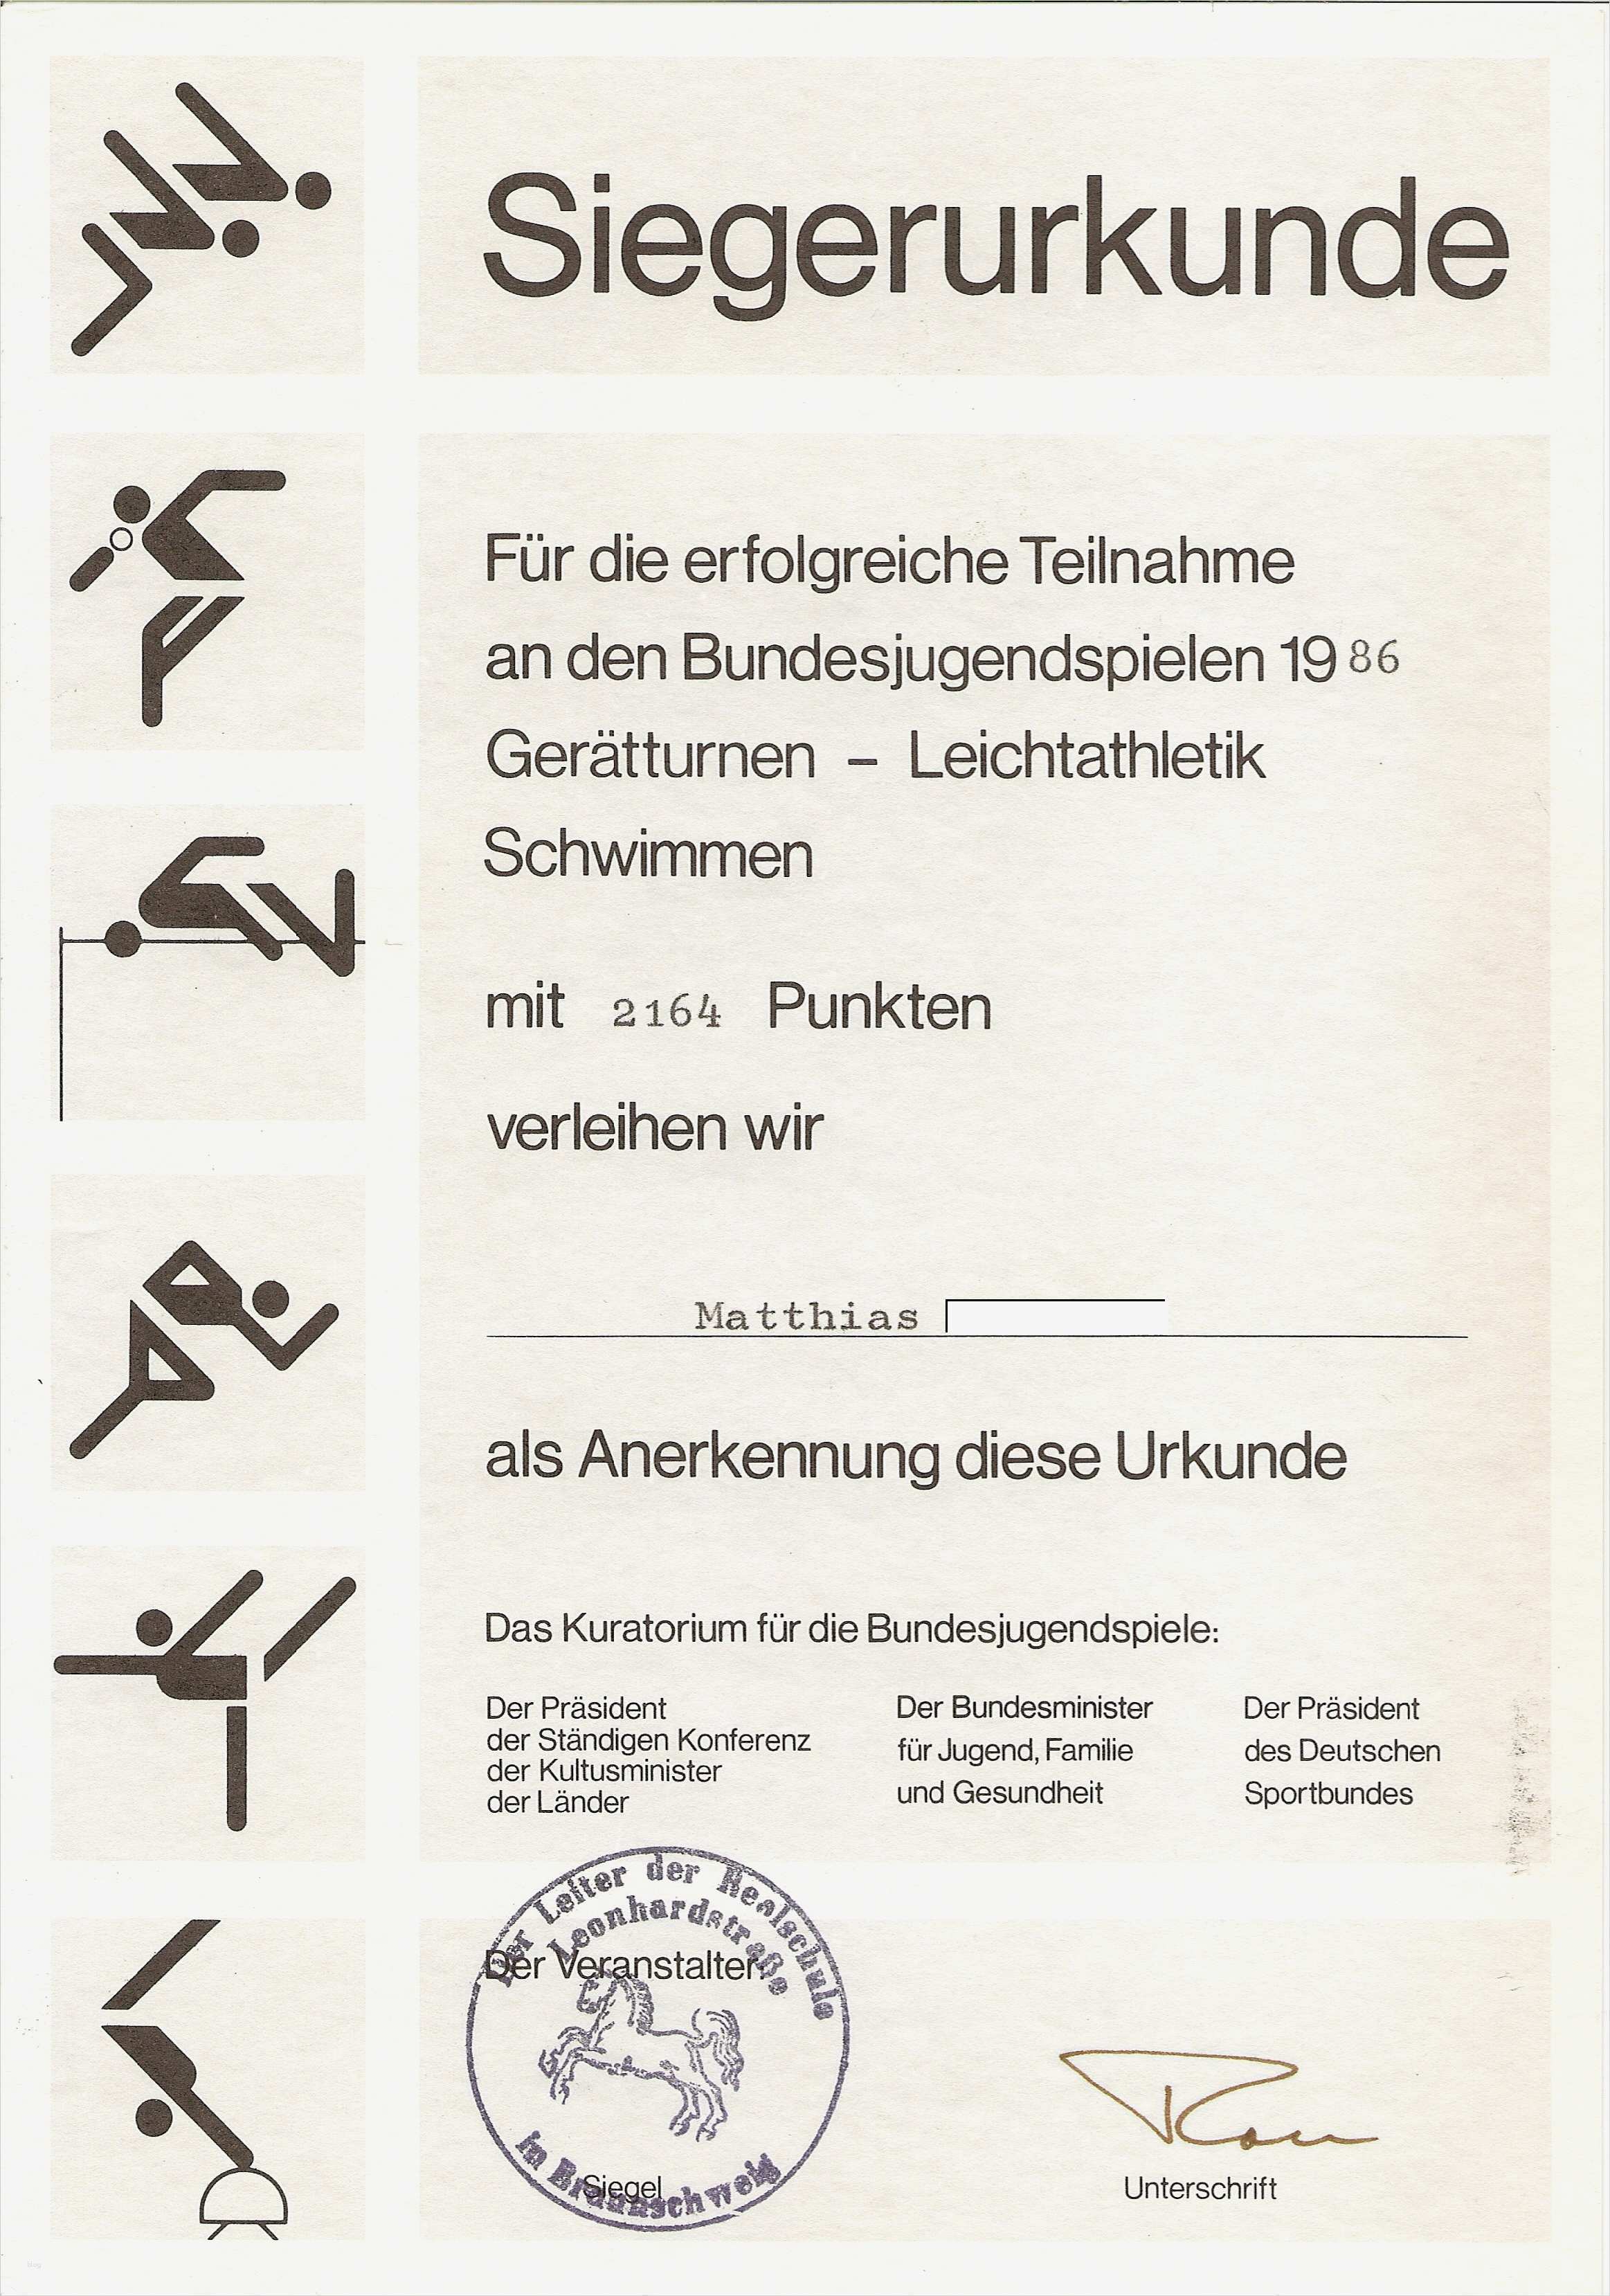 Siegerurkunde
Für die erfolgreiche Teilnahme
an den Bundesjugendspielen 1986
Gerätturnen – Leichtathletik
Schwimmen
mit 2164 Punkten
verleihen wir
Matthias
als Anerkennung diese Urkunde
Das Kuratorium für die Bundesjugendspiele:
Der Präsident
der Ständigen Konferenz
der Kultusminister
der Länder
Der Bundesminister
für Jugend, Familie
und Gesundheit
Der Präsident
des Deutschen
Sportbundes
Der Leiter der Realschule
Leonhardstraße
in Braunschweig
Der Veranstalter
Siegel
Unterschrift